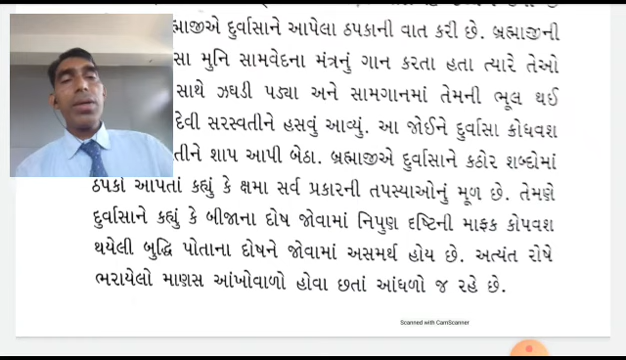 હ્માજીએ દુર્વાસાને આપેલા ઠપકાની વાત કરી છે. બ્રહ્માજીની
સા મુનિ સામવેદના મંત્રનું ગાન કરતા હતા ત્યારે તેઓ
સાથે ઝઘડી પડ્યા અને સામગાનમાં તેમની ભૂલ થઈ
દેવી સરસ્વતીને હસવું આવ્યું. આ જોઈને દુર્વાસા ક્રોધવશ
તીને શાપ આપી બેઠા. બ્રહ્માજીએ દુર્વાસાને કઠોર શબ્દોમાં
ઠપકો આપતાં કહ્યું કે ક્ષમા સર્વ પ્રકારની તપસ્યાઓનું મૂળ છે. તેમણે
દુર્વાસાને કહ્યું કે બીજાના દોષ જોવામાં નિપુણ દૃષ્ટિની માફક કોપવશ
થયેલી બુદ્ધિ પોતાના દોષને જોવામાં અસમર્થ હોય છે. અત્યંત રોષે
ભરાયેલો માણસ આંખોવાળો હોવા છતાં આંધળો જ રહે છે.
Scanned with CamScanner